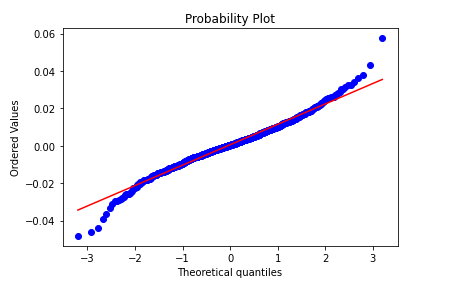 Probability Plot
0.06
0.04
0.02
0.00
−0.02
−0.04
Ordered Values
−3 −2 −1 0 1 2 3
Theoretical quantiles